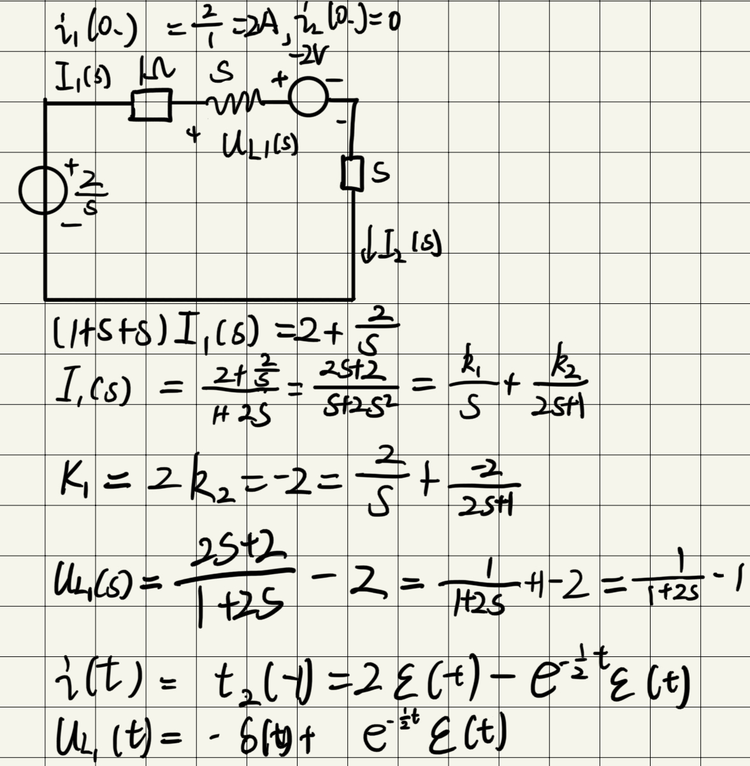 i₁(0₋) = 2/1 = 2A, i₂(0₋) = 0
I₁(s) 1Ω S + -2V -
+ U_L1(s) -
+ 2/s - S
↓I₂(s)
(1+S+S) I₁(s) = 2 + 2/S
I₁(s) = (2+2/S)/(1+2S) = (2S+2)/(S+2S²) = k₁/S + k₂/(2S+1)
K₁ = 2 k₂ = -2 = 2/S + -2/(2S+1)
U_L1(s) = (2S+2)/(1+2S) - 2 = 1/(1+2S) +1-2 = 1/(1+2S) - 1
i(t) = t₂(t) = 2ε(t) - e^(-½t) ε(t)
U_L1(t) = -δ(t) + e^(-½t) ε(t)